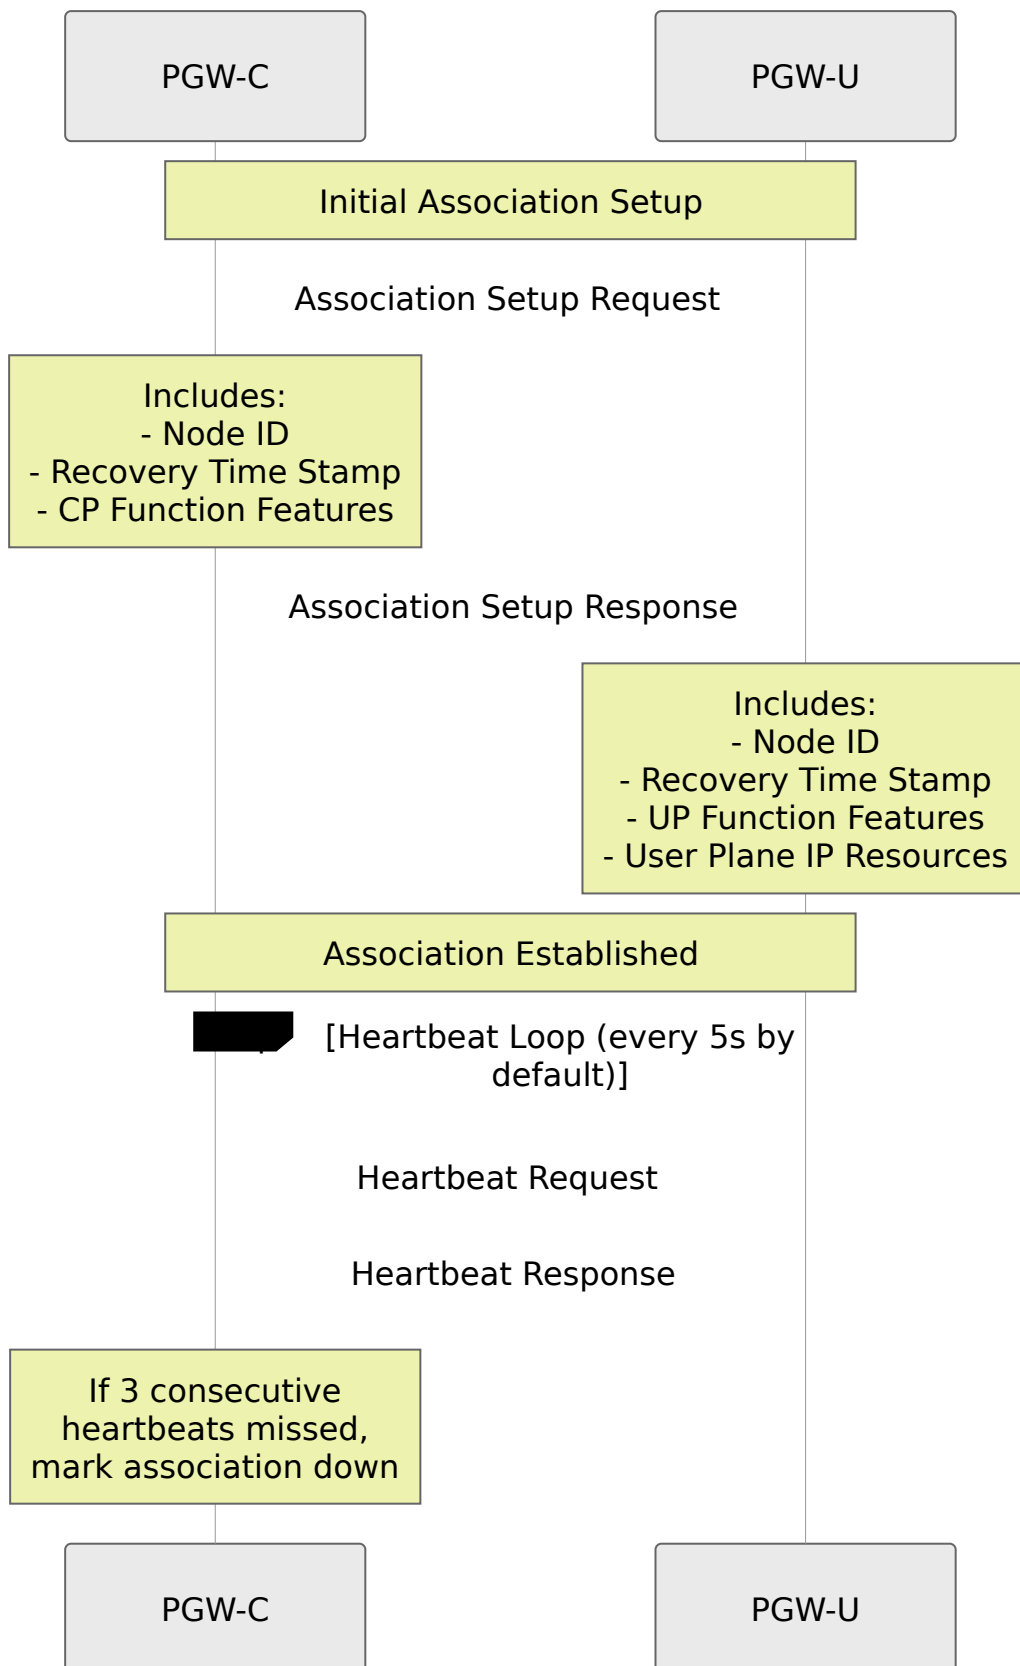 PGW-C
PGW-U
Initial Association Setup
Association Setup Request
Includes:
- Node ID
- Recovery Time Stamp
- CP Function Features
Association Setup Response
Includes:
- Node ID
- Recovery Time Stamp
- UP Function Features
- User Plane IP Resources
Association Established
[Heartbeat Loop (every 5s by
default)]
Heartbeat Request
Heartbeat Response
If 3 consecutive
heartbeats missed,
mark association down
PGW-C
PGW-U